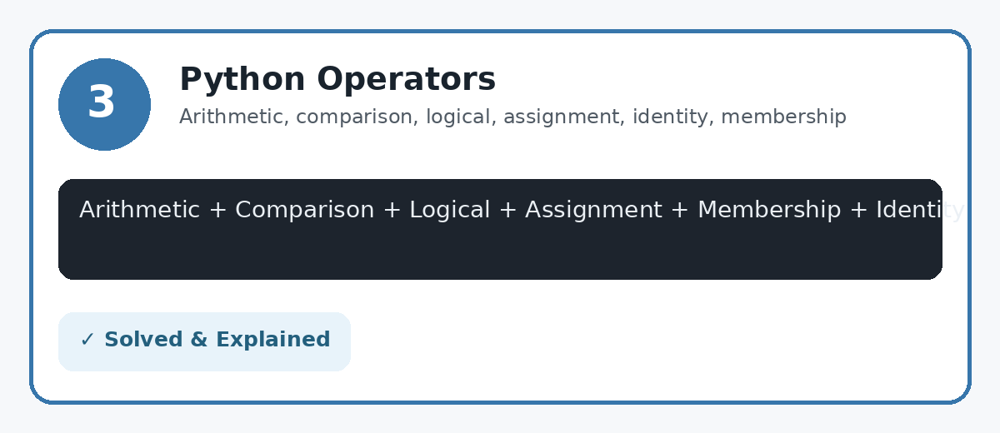 3
Python Operators
Arithmetic, comparison, logical, assignment, identity, membership
Arithmetic + Comparison + Logical + Assignment + Membership + Identity
✓ Solved & Explained